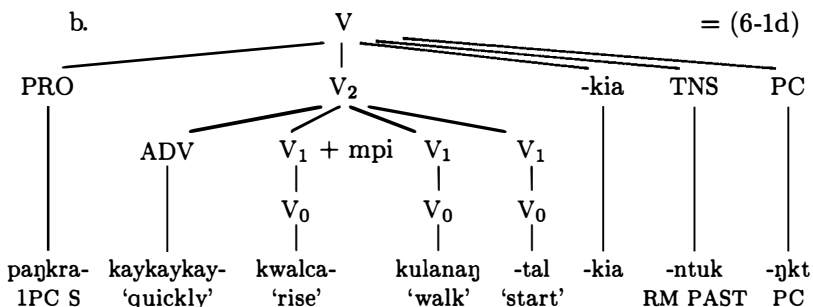 b. V = (6-1d)
PRO V₂ -kia TNS PC
ADV V₁ + mpi V₁ V₁
V₀ V₀ V₀
paŋkra- kaykaykay- kwalca- kulanaŋ -tal -kia -ntuk -ŋkt
1PC S ‘quickly’ ‘rise’ ‘walk’ ‘start’ RM PAST PC